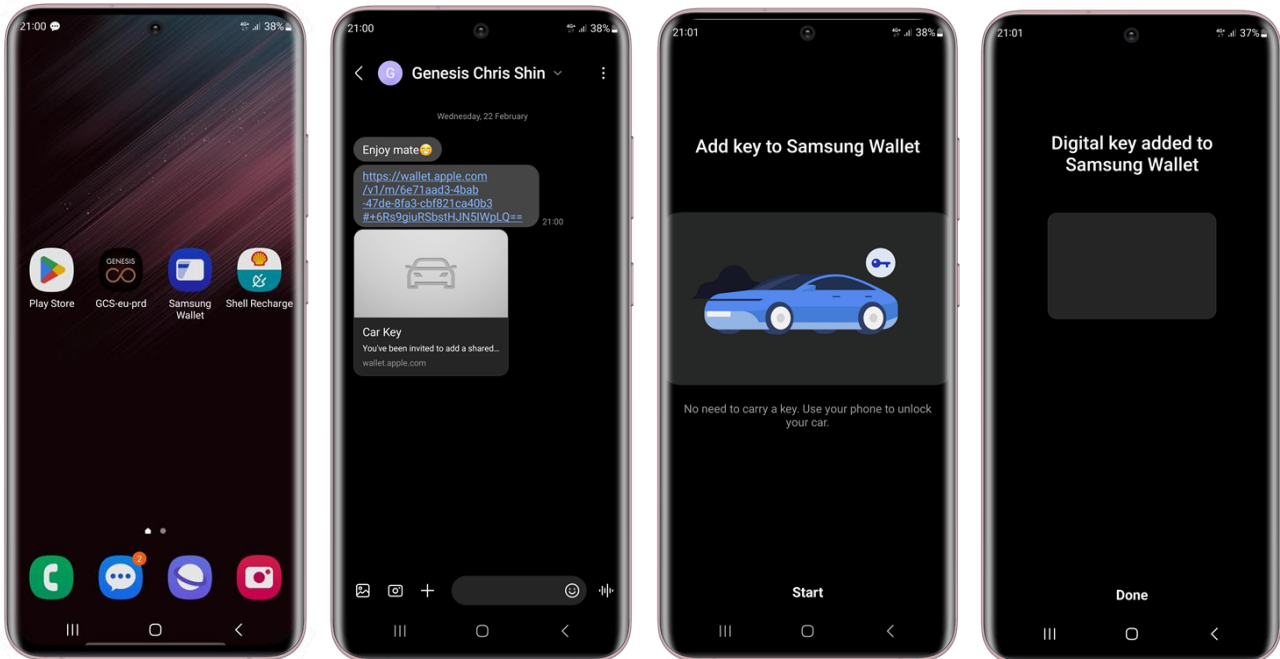 21:00
38%
GENESIS
Play Store
GCS-eu-prd
Samsung
Wallet
Shell Recharge
2
21:00
38%
G
Genesis Chris Shin
Wednesday, 22 February
Enjoy mate😁
https://wallet.apple.com
/v1/m/6e71aad3-4bab
-47de-8fa3-cbf821ca40b3
#+6Rs9giuRSbstHJN5IWpLQ==
21:00
Car Key
You've been invited to add a shared...
wallet.apple.com
21:01
38%
Add key to Samsung Wallet
No need to carry a key. Use your phone to unlock
your car.
Start
21:01
37%
Digital key added to
Samsung Wallet
Done